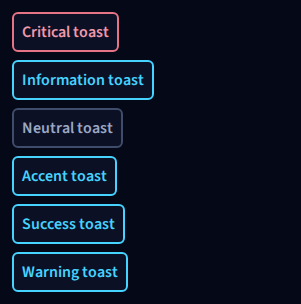 Critical toast
Information toast
Neutral toast
Accent toast
Success toast
Warning toast